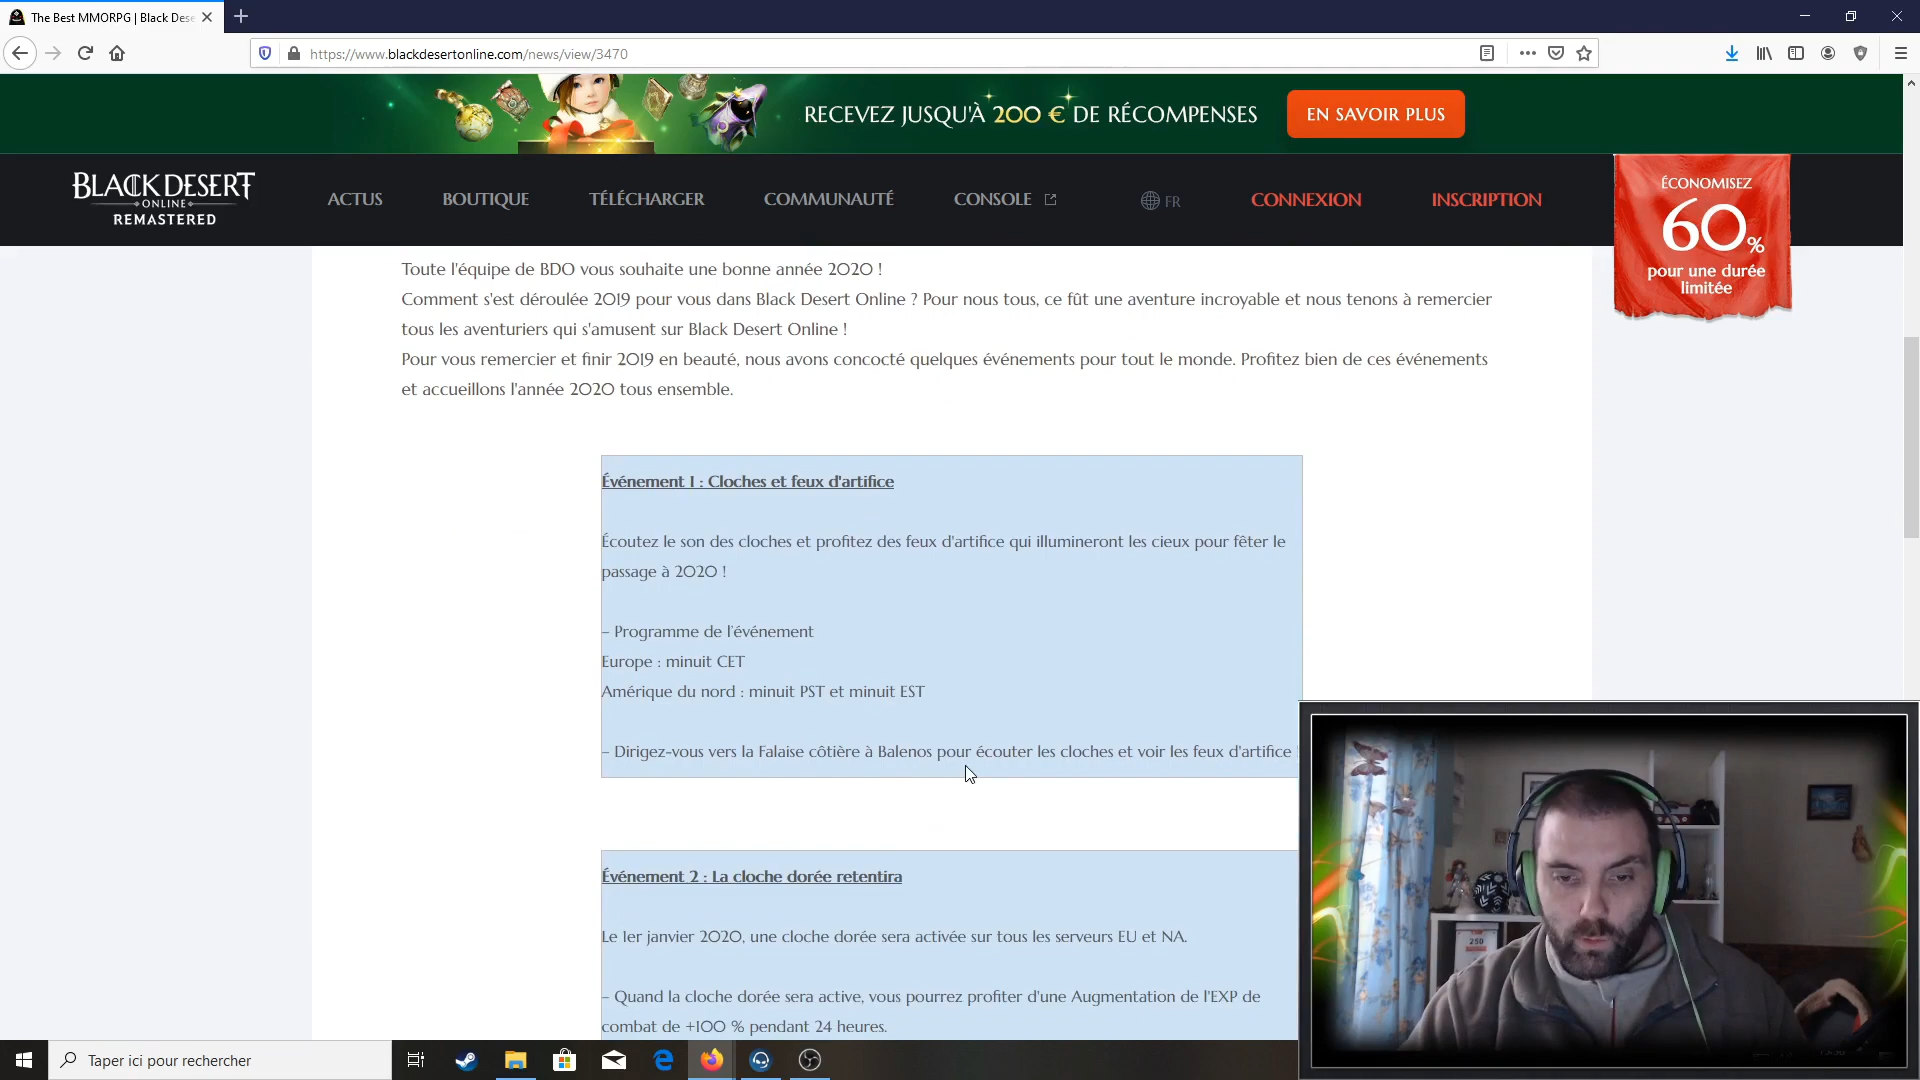 The Best MMORPG | Black Dese
https://www.blackdesertonline.com/news/view/3470
RECEVEZ JUSQU'À 200 € DE RÉCOMPENSES
EN SAVOIR PLUS
BLACK DESERT
ONLINE
REMASTERED
ACTUS
BOUTIQUE
TÉLÉCHARGER
COMMUNAUTÉ
CONSOLE
FR
CONNEXION
INSCRIPTION
ÉCONOMISEZ
60%
pour une durée
limitée
Toute l'équipe de BDO vous souhaite une bonne année 2020 !
Comment s'est déroulée 2019 pour vous dans Black Desert Online ? Pour nous tous, ce fût une aventure incroyable et nous tenons à remercier
tous les aventuriers qui s'amusent sur Black Desert Online !
Pour vous remercier et finir 2019 en beauté, nous avons concocté quelques événements pour tout le monde. Profitez bien de ces événements
et accueillons l'année 2020 tous ensemble.
Événement 1 : Cloches et feux d'artifice
Écoutez le son des cloches et profitez des feux d'artifice qui illumineront les cieux pour fêter le
passage à 2020 !
– Programme de l'événement
Europe : minuit CET
Amérique du nord : minuit PST et minuit EST
– Dirigez-vous vers la Falaise côtière à Balenos pour écouter les cloches et voir les feux d'artifice
Événement 2 : La cloche dorée retentira
Le 1er janvier 2020, une cloche dorée sera activée sur tous les serveurs EU et NA.
– Quand la cloche dorée sera active, vous pourrez profiter d'une Augmentation de l'EXP de
combat de +100 % pendant 24 heures.
250
Taper ici pour rechercher